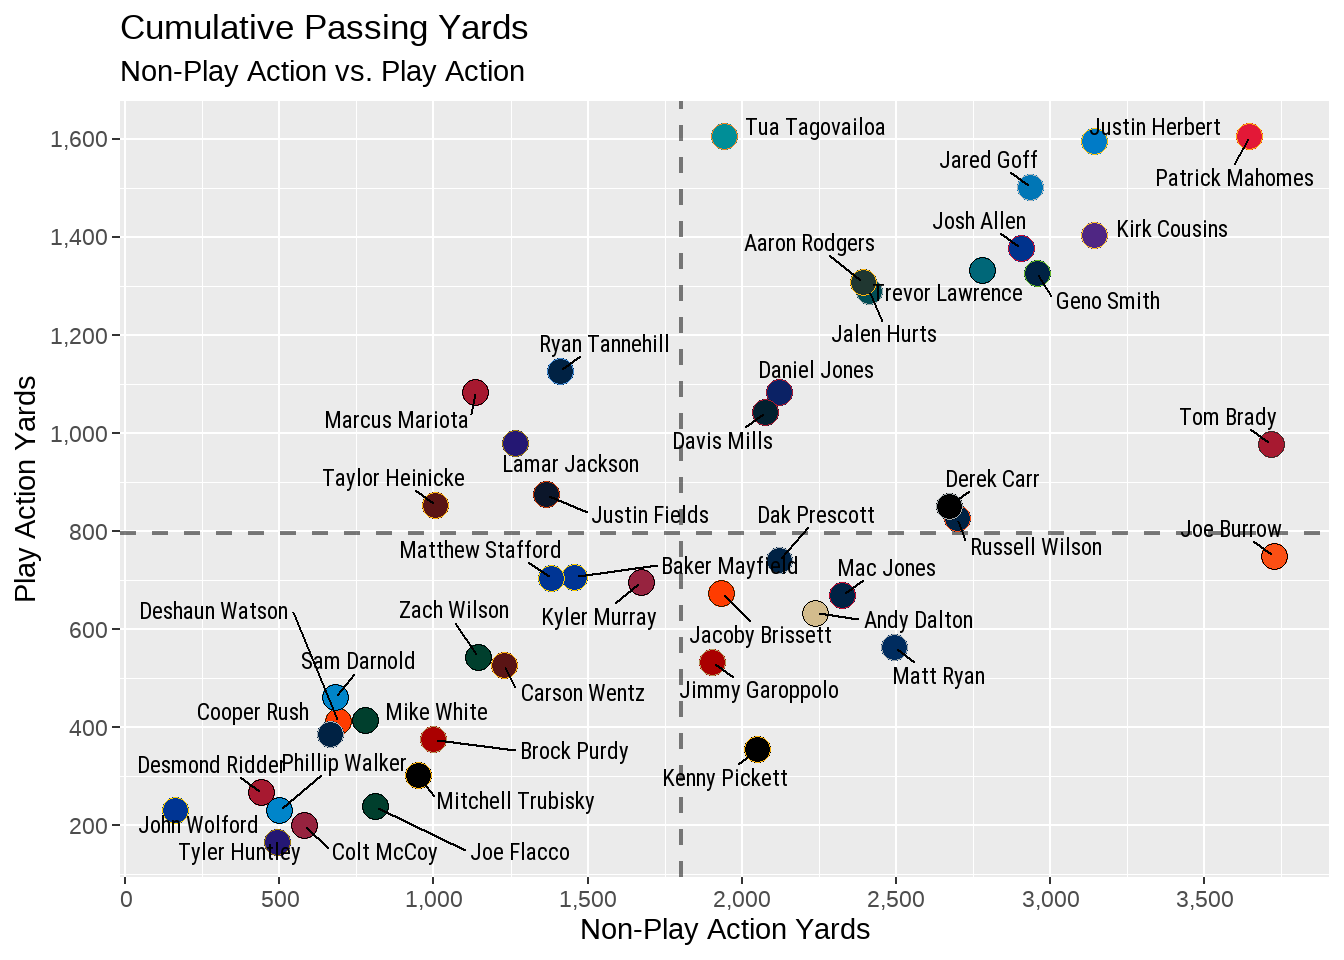 Cumulative Passing Yards
Non-Play Action vs. Play Action
1,600
1,400
1,200
1,000
800
600
400
200
Play Action Yards
Tua Tagovailoa
Justin Herbert
Jared Goff
Patrick Mahomes
Josh Allen
Kirk Cousins
Aaron Rodgers
Trevor Lawrence
Geno Smith
Jalen Hurts
Ryan Tannehill
Daniel Jones
Marcus Mariota
Tom Brady
Davis Mills
Lamar Jackson
Taylor Heinicke
Derek Carr
Justin Fields
Dak Prescott
Joe Burrow
Matthew Stafford
Russell Wilson
Baker Mayfield
Mac Jones
Deshaun Watson
Zach Wilson
Kyler Murray
Andy Dalton
Jacoby Brissett
Sam Darnold
Matt Ryan
Carson Wentz
Jimmy Garoppolo
Cooper Rush
Mike White
Brock Purdy
Desmond Ridder
Phillip Walker
Kenny Pickett
Mitchell Trubisky
John Wolford
Tyler Huntley
Colt McCoy
Joe Flacco
0
500
1,000
1,500
2,000
2,500
3,000
3,500
Non-Play Action Yards